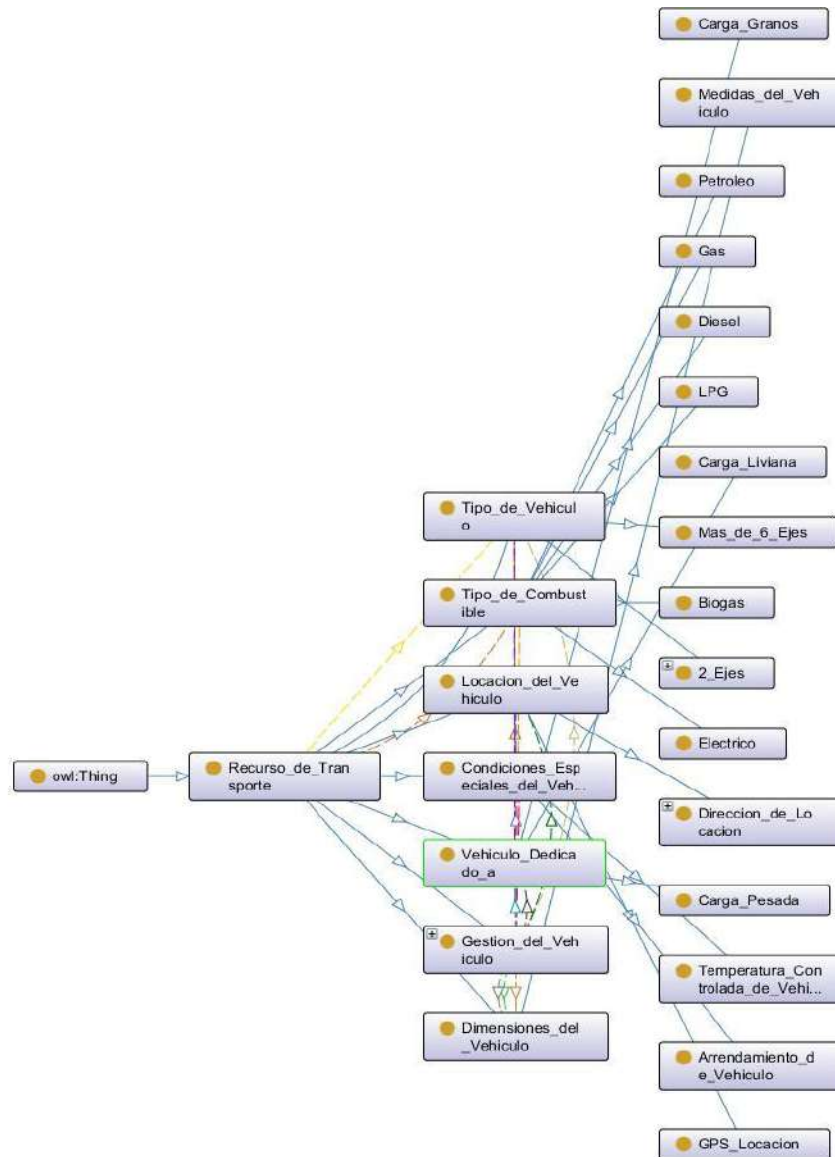 Carga_Granos
Medidas_del_Veh
iculo
Petroleo
Gas
Diesel
LPG
Carga_Liviana
Tipo_de_Vehicul
o
Mas_de_6_Ejes
Tipo_de_Combust
ible
Biogas
Locacion_del_Ve
hiculo
2_Ejes
Electrico
owl:Thing
Recurso_de_Tran
sporte
Condiciones_Esp
eciales_del_Veh...
Direccion_de_Lo
cacion
Vehiculo_Dedica
do_a
Carga_Pesada
Gestion_del_Veh
iculo
Temperatura_Con
trolada_de_Vehi...
Dimensiones_del
_Vehiculo
Arrendamiento_d
e_Vehiculo
GPS_Locacion